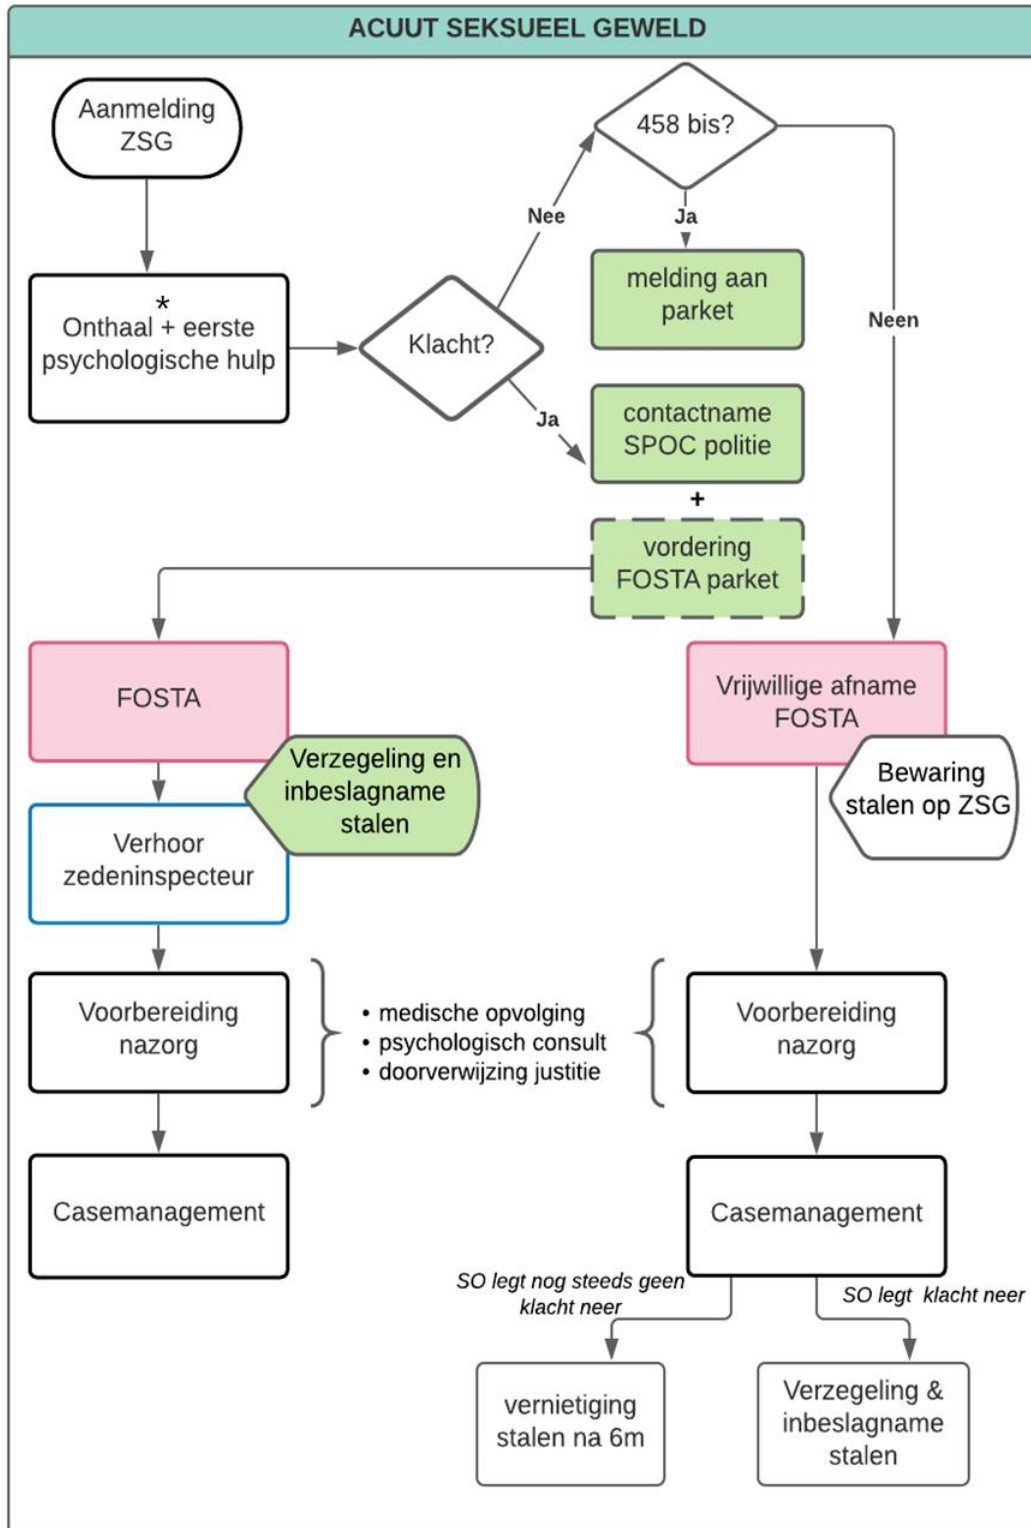 ACUUT SEKSUEEL GEWELD
Aanmelding
ZSG
458 bis?
Nee
Ja
melding aan
parket
Neen
*
Onthaal + eerste
psychologische hulp
Klacht?
Ja
contactname
SPOC politie
+
vordering
FOSTA parket
FOSTA
Verzegeling en
inbeslagname
stalen
Vrijwillige afname
FOSTA
Bewaring
stalen op ZSG
Verhoor
zedeninspecteur
Voorbereiding
nazorg
• medische opvolging
• psychologisch consult
• doorverwijzing justitie
Voorbereiding
nazorg
Casemanagement
Casemanagement
SO legt nog steeds geen
klacht neer
SO legt klacht neer
vernietiging
stalen na 6m
Verzegeling &
inbeslagname
stalen